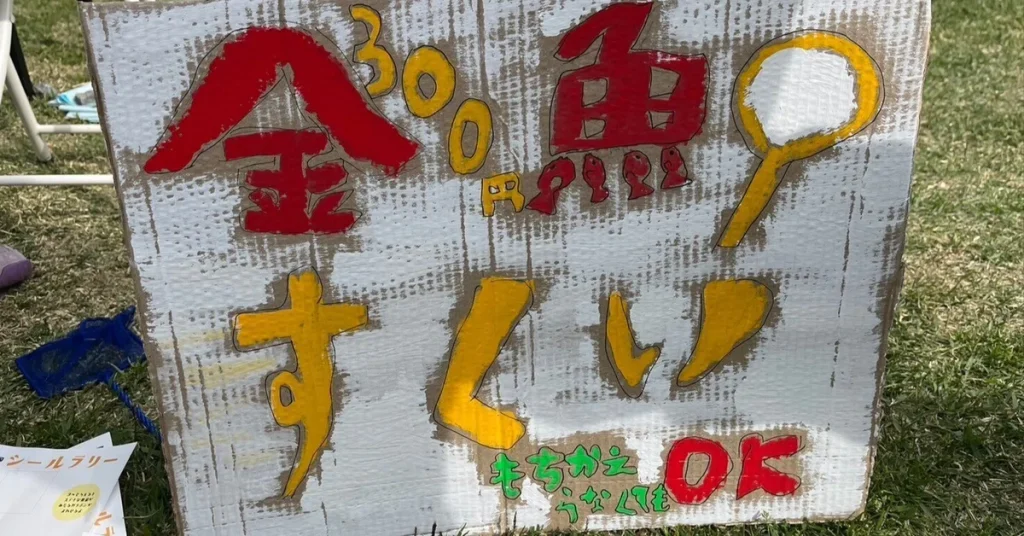 金魚
300円
すくい
もちかえ
らなくても OK
シールラリー